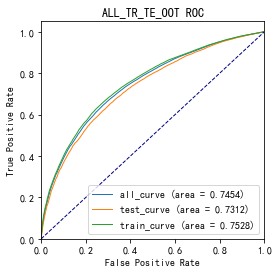 ALL_TR_TE_OOT ROC
True Positive Rate
1.0
0.8
0.6
0.4
0.2
0.0
all_curve (area = 0.7454)
test_curve (area = 0.7312)
train_curve (area = 0.7528)
0.0 0.2 0.4 0.6 0.8 1.0
False Positive Rate